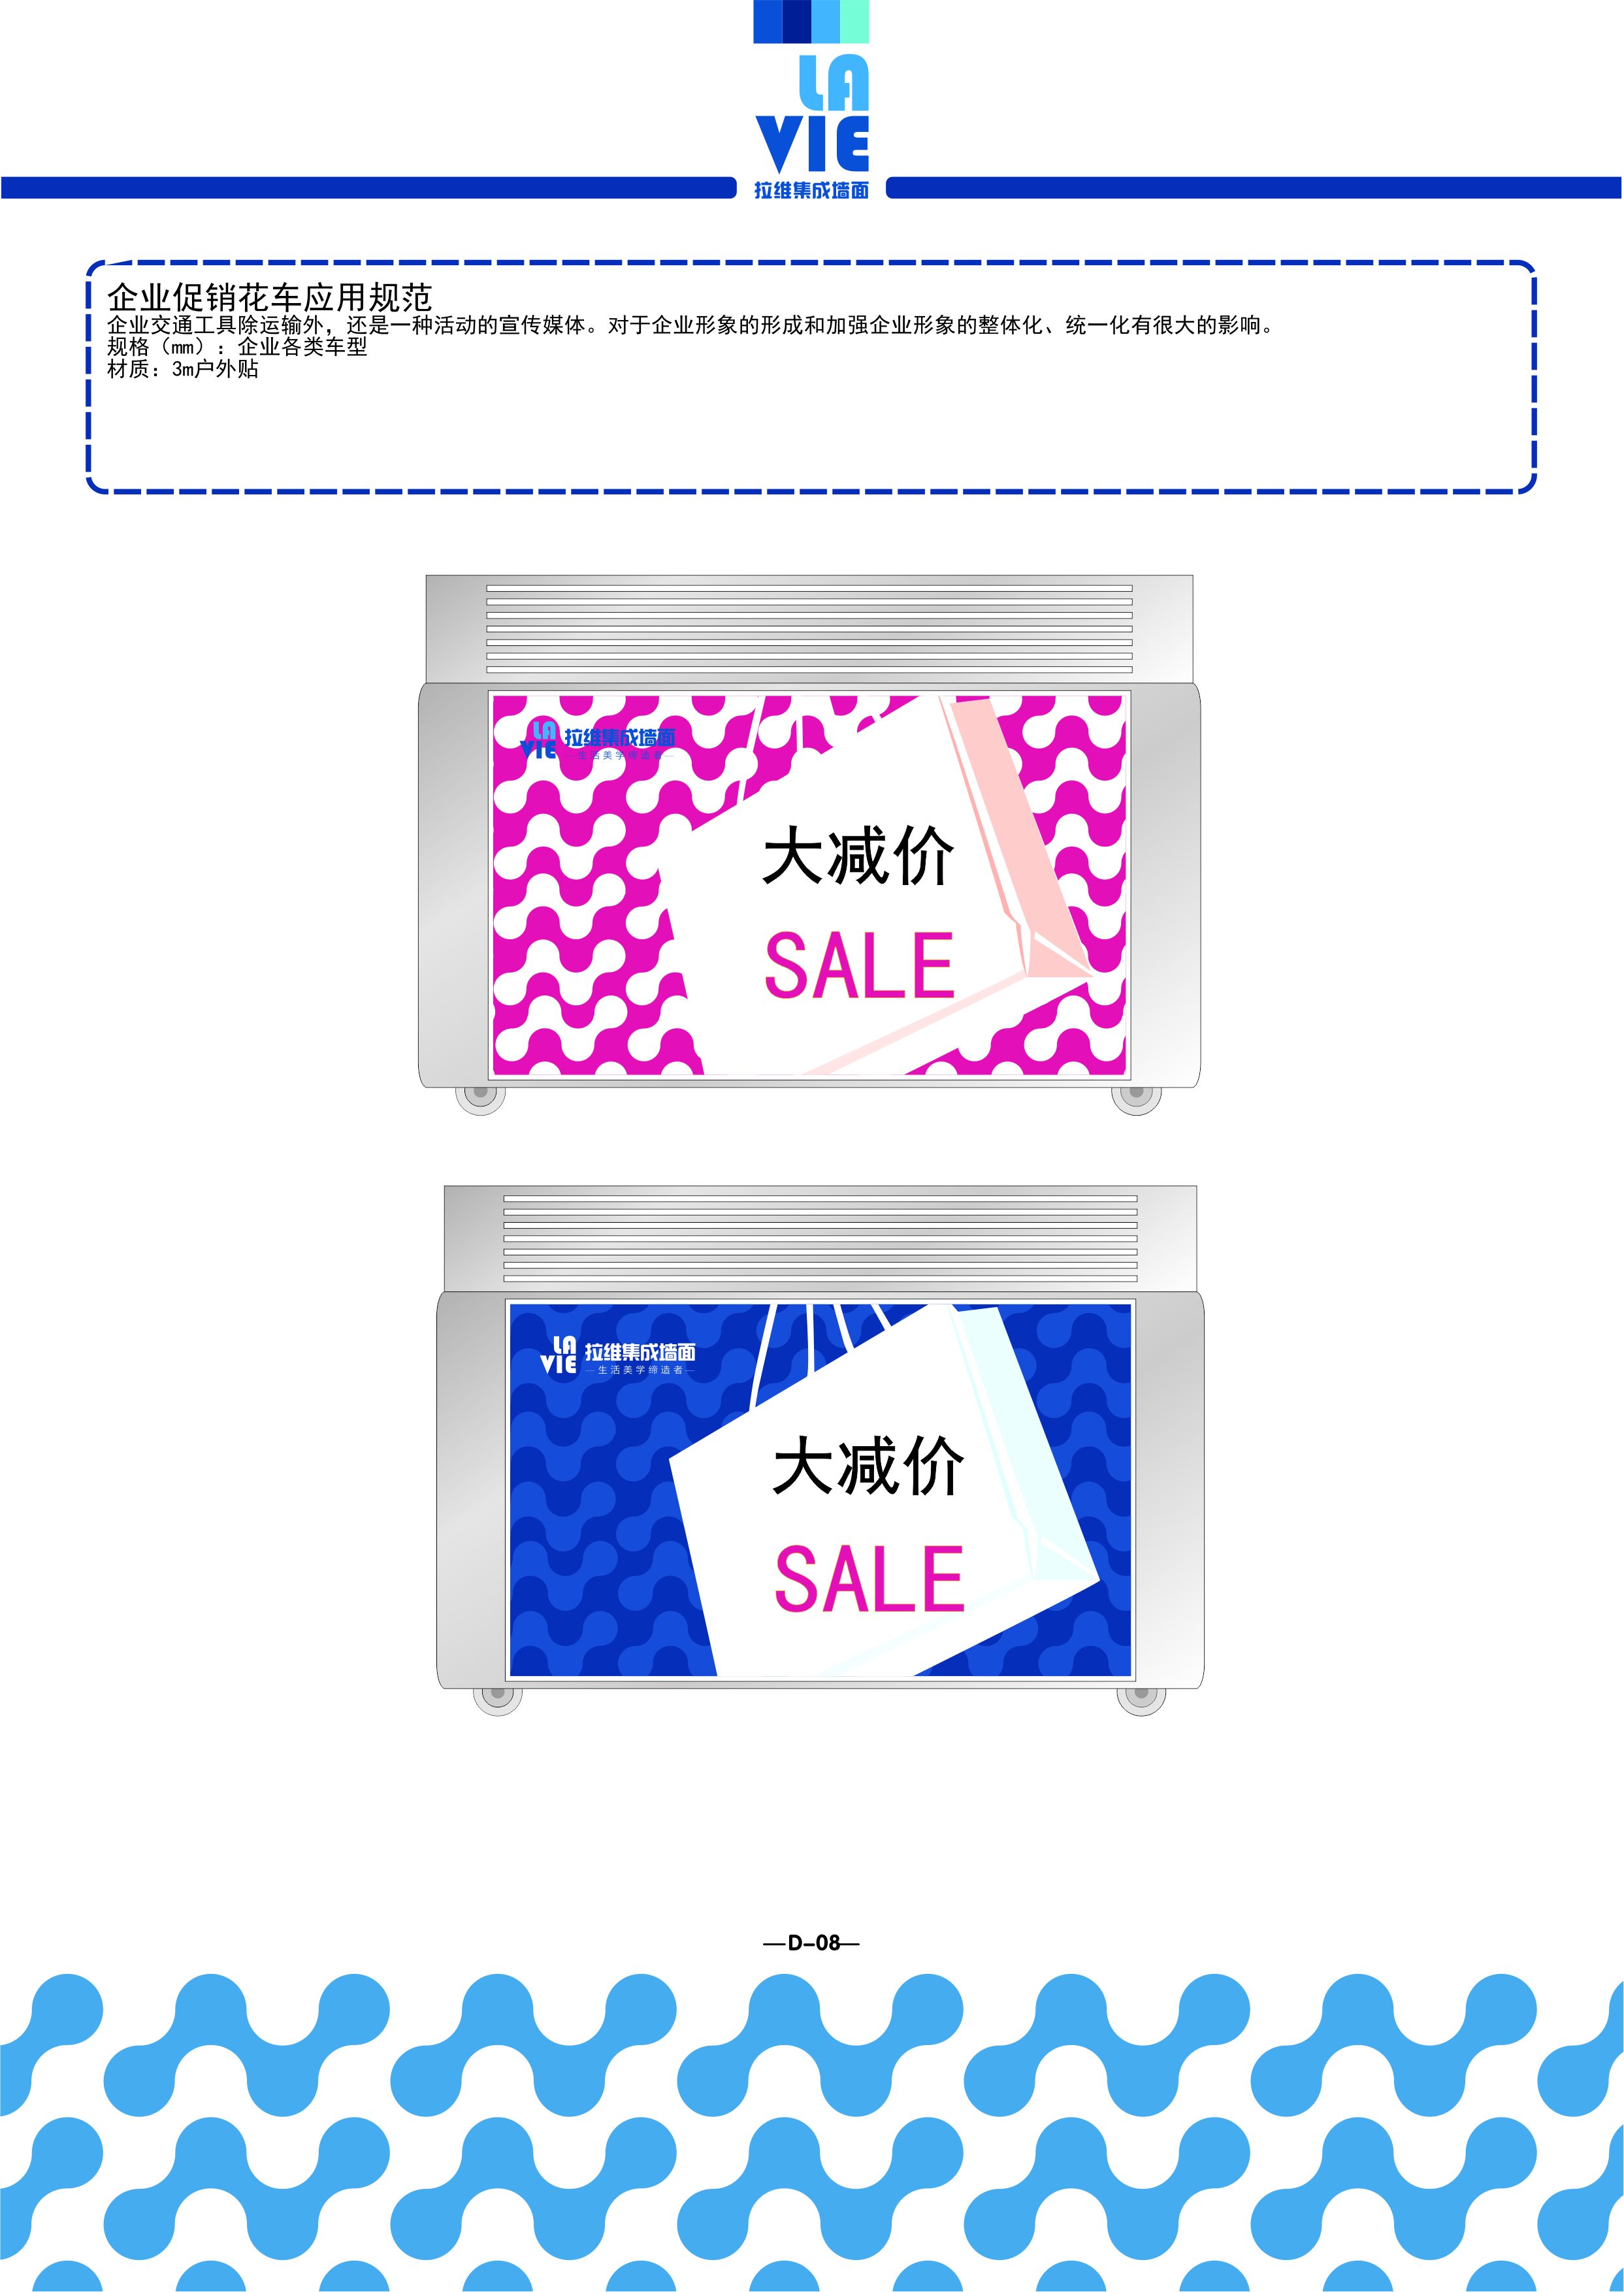 LA
VIE
拉维集成墙面
企业促销花车应用规范
企业交通工具除运输外，还是一种活动的宣传媒体。对于企业形象的形成和加强企业形象的整体化、统一化有很大的影响。
规格（mm）：企业各类车型
材质：3m户外贴
LA
VIE
拉维集成墙面
生活美学缔造者
大减价
SALE
LA
VIE
拉维集成墙面
—生活美学缔造者—
大减价
SALE
—D-08—